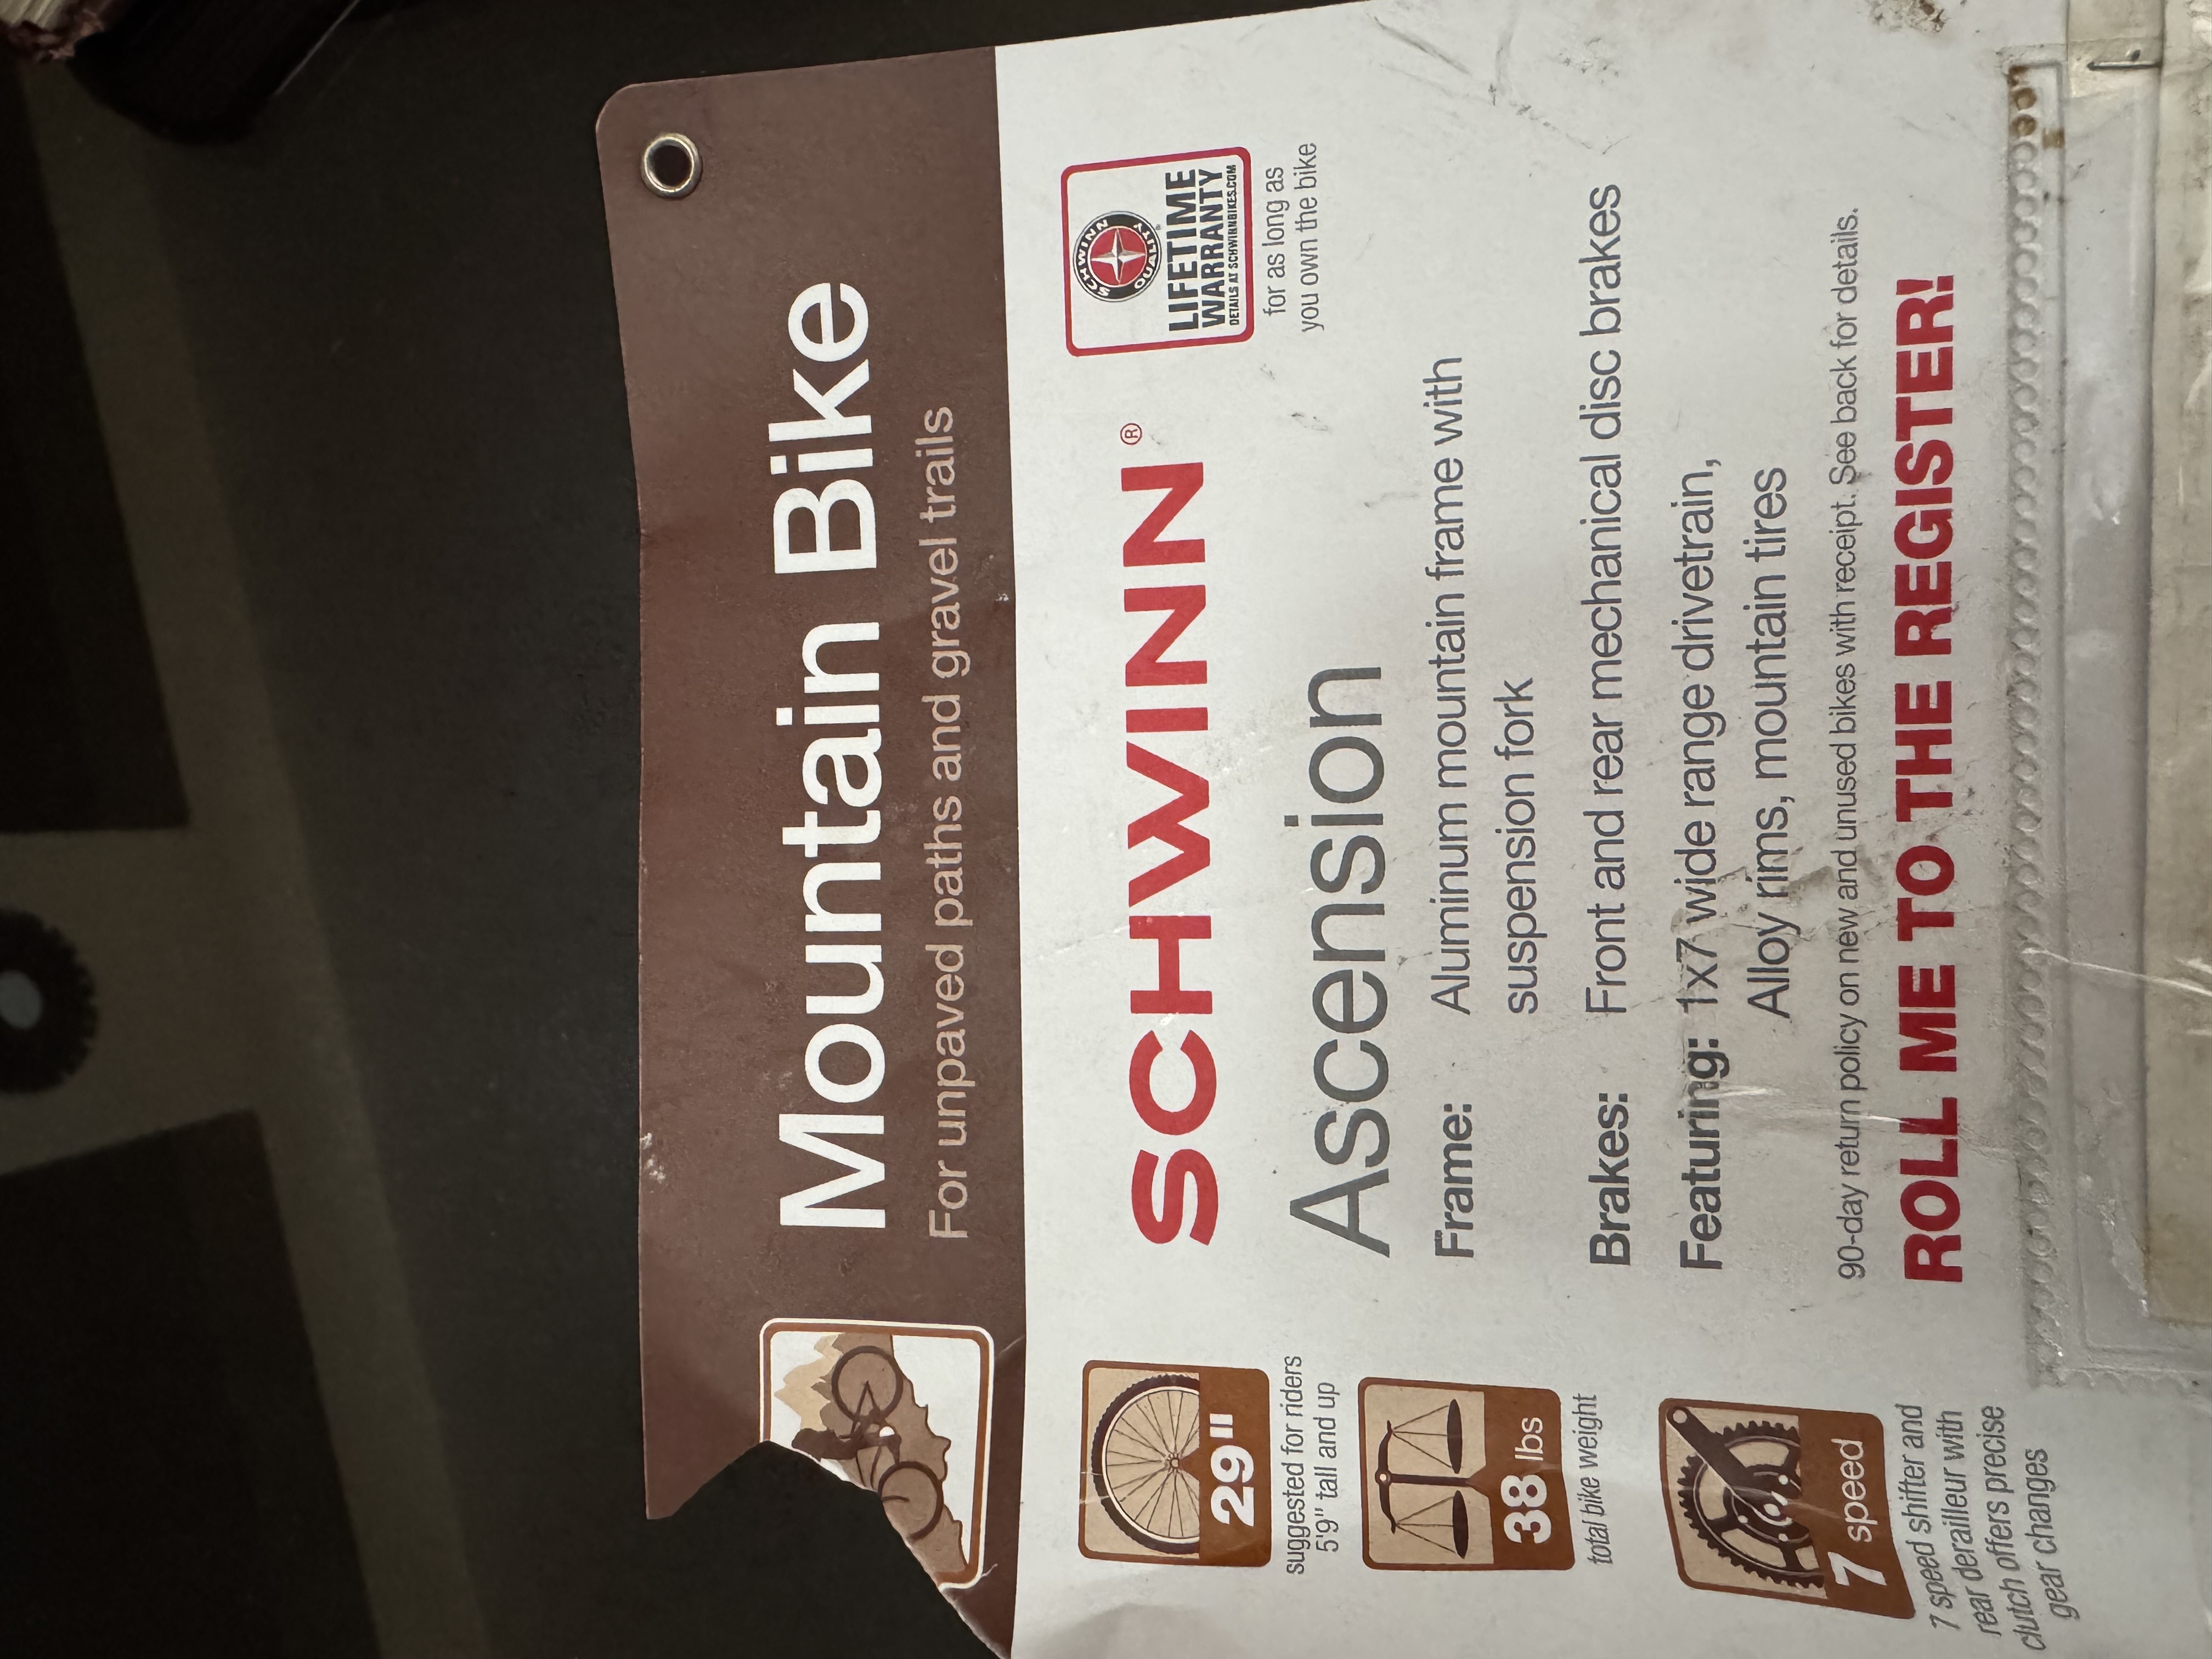 Mountain Bike
For unpaved paths and gravel trails
SCHWINN®
SCHWINN
QUALITY
LIFETIME
WARRANTY
DETAILS AT SCHWINNBIKES.COM
for as long as
you own the bike
Ascension
Frame: Aluminum mountain frame with
suspension fork
Brakes: Front and rear mechanical disc brakes
Featuring: 1x7 wide range drivetrain,
Alloy rims, mountain tires
90-day return policy on new and unused bikes with receipt. See back for details.
ROLL ME TO THE REGISTER!
29"
suggested for riders
5'9" tall and up
38 lbs
total bike weight
7 speed
7 speed shifter and
rear derailleur with
clutch offers precise
gear changes